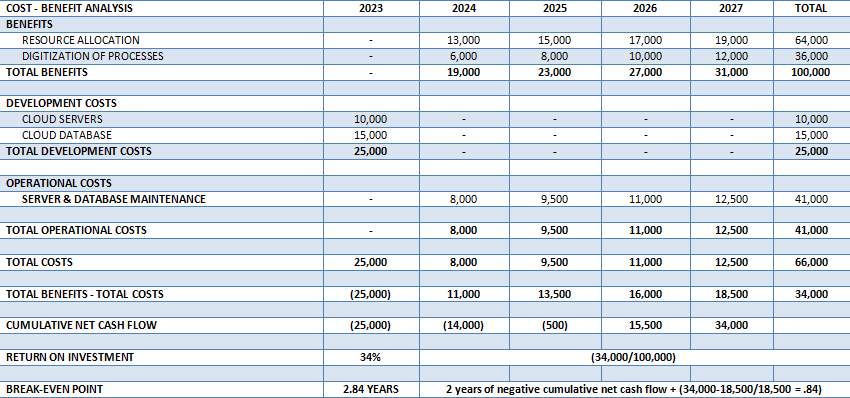 COST - BENEFIT ANALYSIS 2023 2024 2025 2026 2027 TOTAL
BENEFITS
RESOURCE ALLOCATION - 13,000 15,000 17,000 19,000 64,000
DIGITIZATION OF PROCESSES - 6,000 8,000 10,000 12,000 36,000
TOTAL BENEFITS - 19,000 23,000 27,000 31,000 100,000
DEVELOPMENT COSTS
CLOUD SERVERS 10,000 - - - - 10,000
CLOUD DATABASE 15,000 - - - - 15,000
TOTAL DEVELOPMENT COSTS 25,000 - - - - 25,000
OPERATIONAL COSTS
SERVER & DATABASE MAINTENANCE - 8,000 9,500 11,000 12,500 41,000
TOTAL OPERATIONAL COSTS - 8,000 9,500 11,000 12,500 41,000
TOTAL COSTS 25,000 8,000 9,500 11,000 12,500 66,000
TOTAL BENEFITS - TOTAL COSTS (25,000) 11,000 13,500 16,000 18,500 34,000
CUMULATIVE NET CASH FLOW (25,000) (14,000) (500) 15,500 34,000
RETURN ON INVESTMENT 34% (34,000/100,000)
BREAK-EVEN POINT 2.84 YEARS 2 years of negative cumulative net cash flow + (34,000-18,500/18,500 = .84)